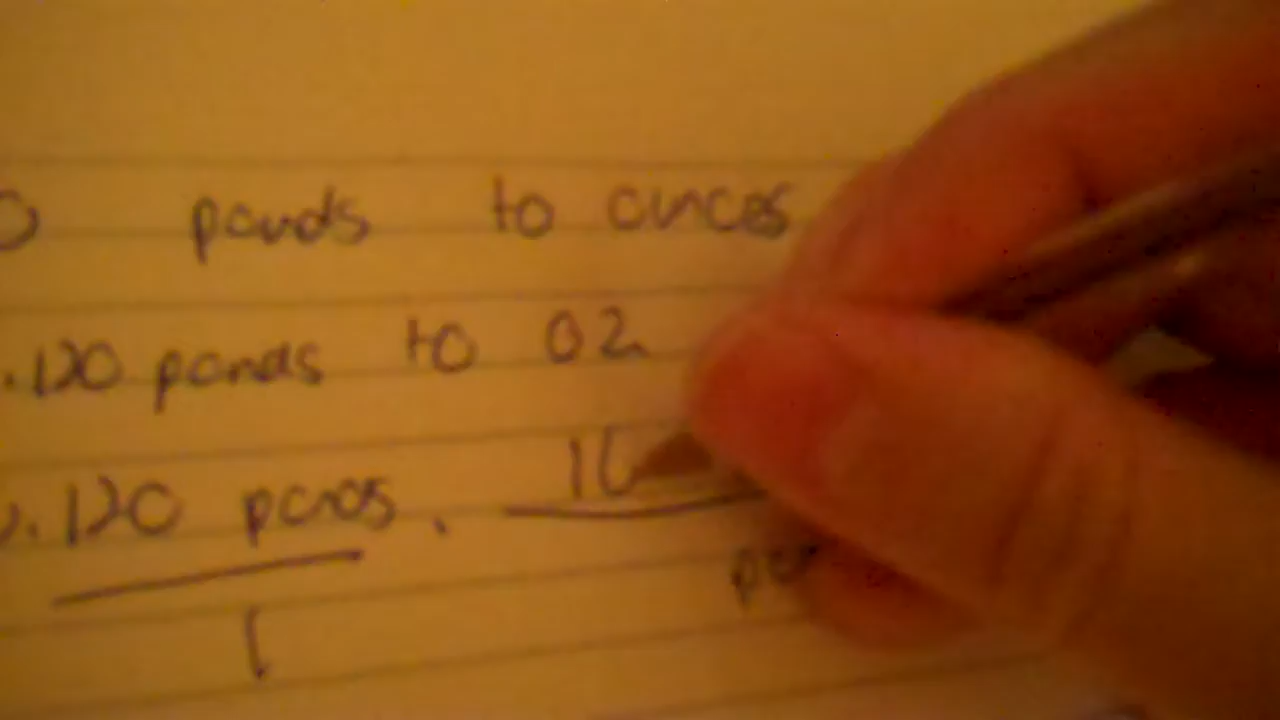 pounds to ounces
.120 pounds to oz
.120 pounds .
16
1